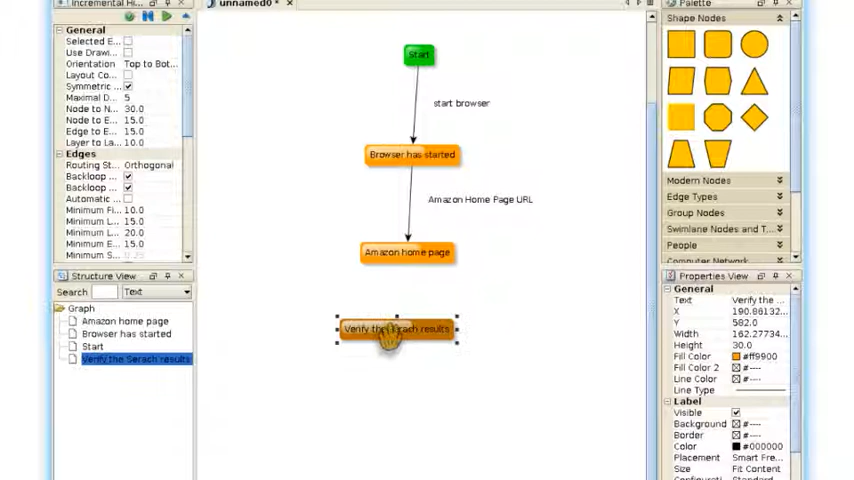 Incremental Hi...
unnamed0 *
Palette
General
Selected E...
Use Drawi...
Orientation Top to Bot...
Layout Co...
Symmetric ...
Maximal D... 5
Node to N... 30.0
Node to E... 15.0
Edge to E... 15.0
Layer to La... 10.0
Edges
Routing St... Orthogonal
Backloop ...
Backloop ...
Automatic ...
Minimum Fi... 10.0
Minimum L... 15.0
Minimum L... 20.0
Minimum E... 15.0
Minimum S... 0.25
Structure View
Search Text
Graph
Amazon home page
Browser has started
Start
Verify the Serach results
Start
start browser
Browser has started
Amazon Home Page URL
Amazon home page
Verify the Serach results
Shape Nodes
Modern Nodes
Edge Types
Group Nodes
Swimlane Nodes and T...
People
Computer Network
Properties View
General
Text Verify the ...
X 190.86132...
Y 582.0
Width 162.27734...
Height 30.0
Fill Color #ff9900
Fill Color 2 #----
Line Color #----
Line Type
Label
Visible
Background #----
Border #----
Color #000000
Placement Smart Fre...
Size Fit Content